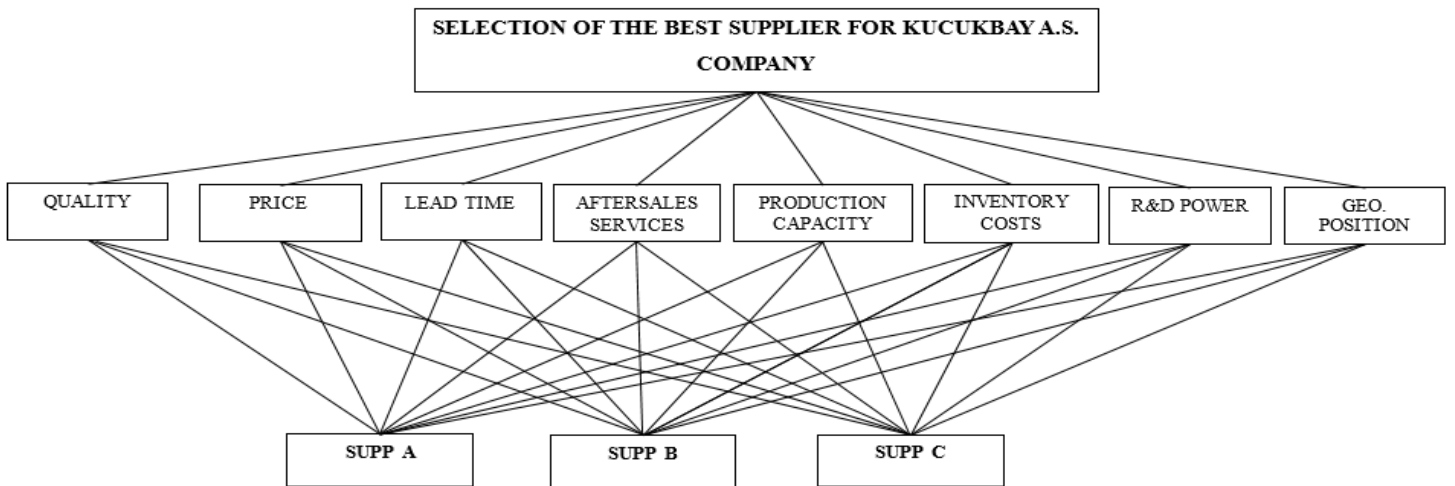 SELECTION OF THE BEST SUPPLIER FOR KUCUKBAY A.S.
COMPANY
QUALITY
PRICE
LEAD TIME
AFTERSALES
SERVICES
PRODUCTION
CAPACITY
INVENTORY
COSTS
R&D POWER
GEO.
POSITION
SUPP A
SUPP B
SUPP C